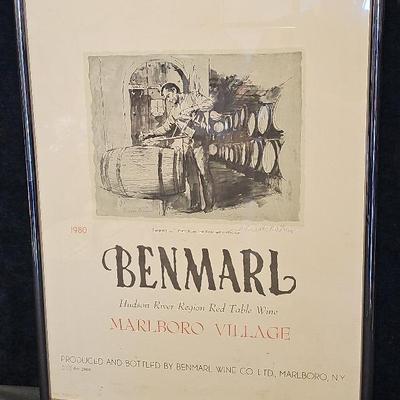 1980
BENMARL
Hudson River Region Red Table Wine
MARLBORO VILLAGE
PRODUCED AND BOTTLED BY BENMARL WINE CO. LTD., MARLBORO, N.Y.